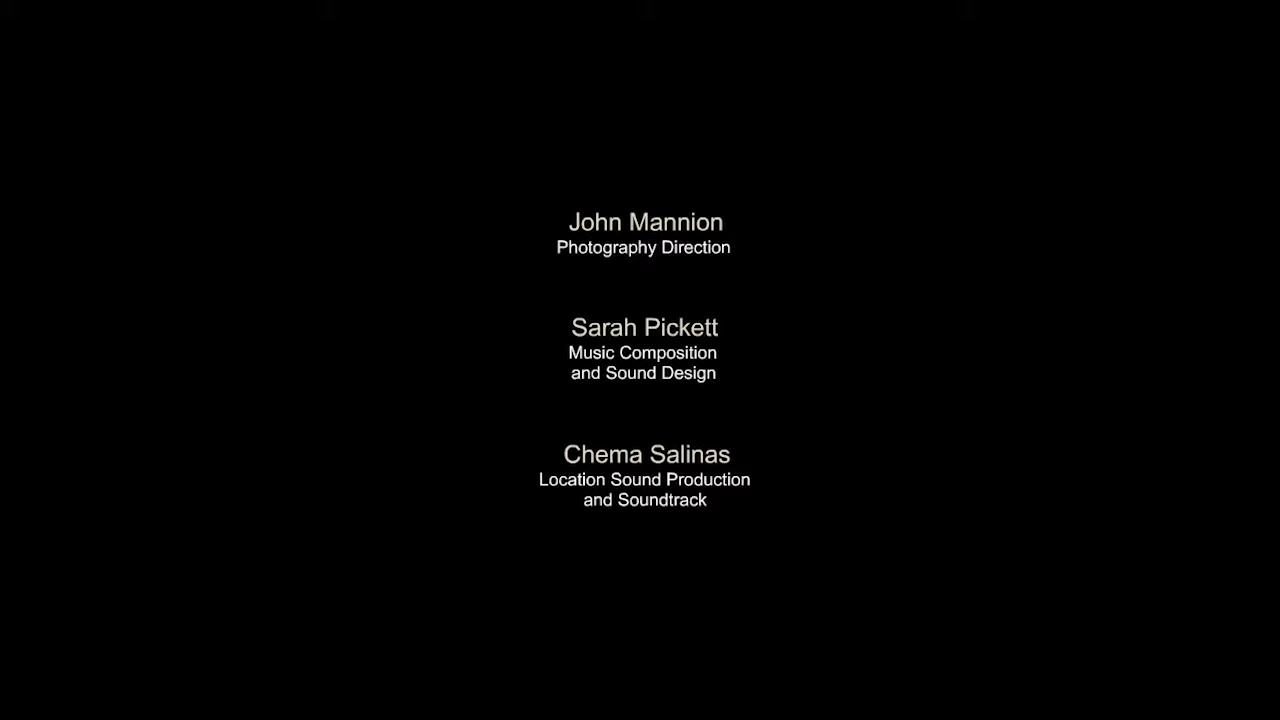 John Mannion
Photography Direction
Sarah Pickett
Music Composition
and Sound Design
Chema Salinas
Location Sound Production
and Soundtrack